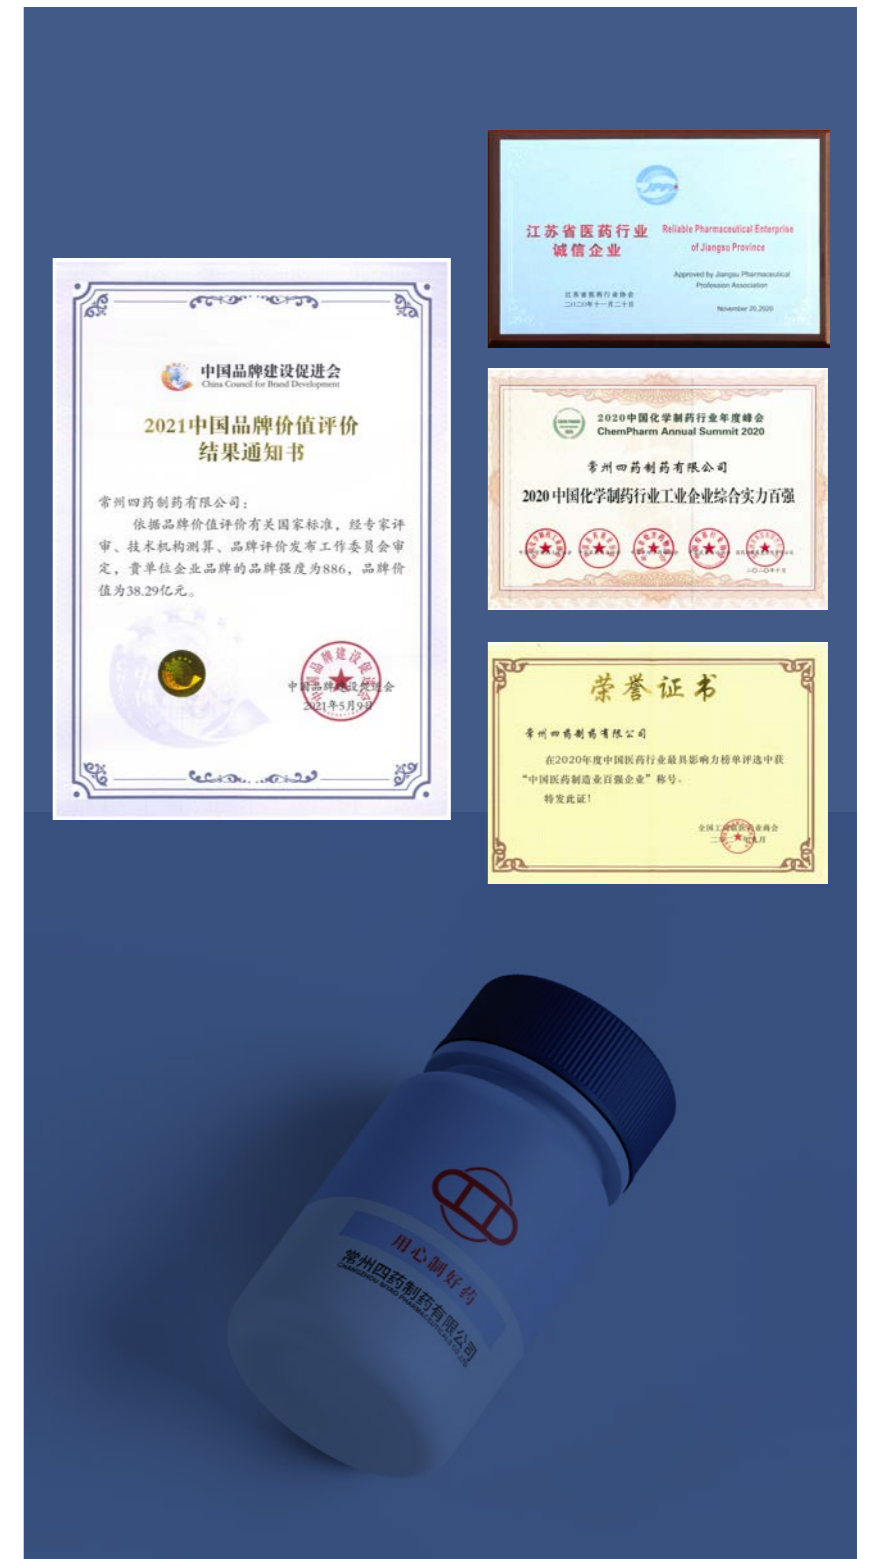 中国品牌建设促进会
China Council for Brand Development
2021中国品牌价值评价
结果通知书
常州四药制药有限公司：
依据品牌价值评价有关国家标准，经专家评
审、技术机构测算、品牌评价发布工作委员会审
定，贵单位企业品牌的品牌强度为886，品牌价
值为38.29亿元。
中国品牌建设促进会
2021年5月9日
江苏省医药行业
诚信企业
江苏省医药行业协会
二〇二〇年十一月二十日
Reliable Pharmaceutical Enterprise
of Jiangsu Province
Approved by Jiangsu Pharmaceutical
Profession Association
November 20,2020
2020中国化学制药行业年度峰会
ChemPharm Annual Summit 2020
常州四药制药有限公司
2020中国化学制药行业工业企业综合实力百强
二〇二〇年十月
荣誉证书
常州四药制药有限公司
在2020年度中国医药行业最具影响力榜单评选中获
“中国医药制造业百强企业”称号。
特发此证！
用心制好药
常州四药制药有限公司
CHANGZHOU SIYAO PHARMACEUTICALS CO.,LTD.